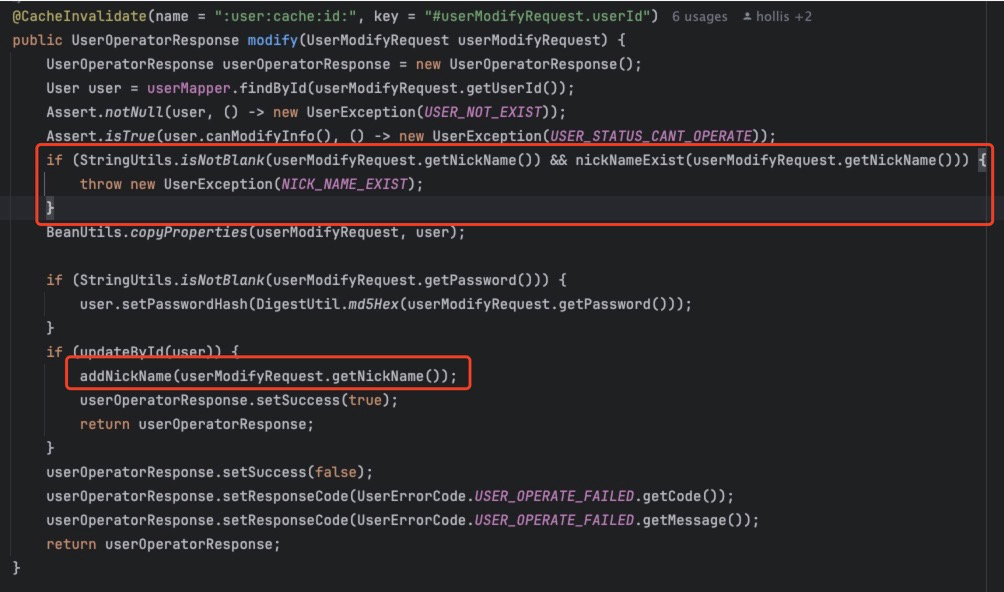 @CacheInvalidate(name = ":user:cache:id:", key = "#userModifyRequest.userId")  6 usages  hollis +2
public UserOperatorResponse modify(UserModifyRequest userModifyRequest) {
    UserOperatorResponse userOperatorResponse = new UserOperatorResponse();
    User user = userMapper.findById(userModifyRequest.getUserId());
    Assert.notNull(user, () -> new UserException(USER_NOT_EXIST));
    Assert.isTrue(user.canModifyInfo(), () -> new UserException(USER_STATUS_CANT_OPERATE));
    if (StringUtils.isNotBlank(userModifyRequest.getNickName()) && nickNameExist(userModifyRequest.getNickName())) {
        throw new UserException(NICK_NAME_EXIST);
    }
    BeanUtils.copyProperties(userModifyRequest, user);
    if (StringUtils.isNotBlank(userModifyRequest.getPassword())) {
        user.setPasswordHash(DigestUtil.md5Hex(userModifyRequest.getPassword()));
    }
    if (updateById(user)) {
        addNickName(userModifyRequest.getNickName());
        userOperatorResponse.setSuccess(true);
        return userOperatorResponse;
    }
    userOperatorResponse.setSuccess(false);
    userOperatorResponse.setResponseCode(UserErrorCode.USER_OPERATE_FAILED.getCode());
    userOperatorResponse.setResponseCode(UserErrorCode.USER_OPERATE_FAILED.getMessage());
    return userOperatorResponse;
}